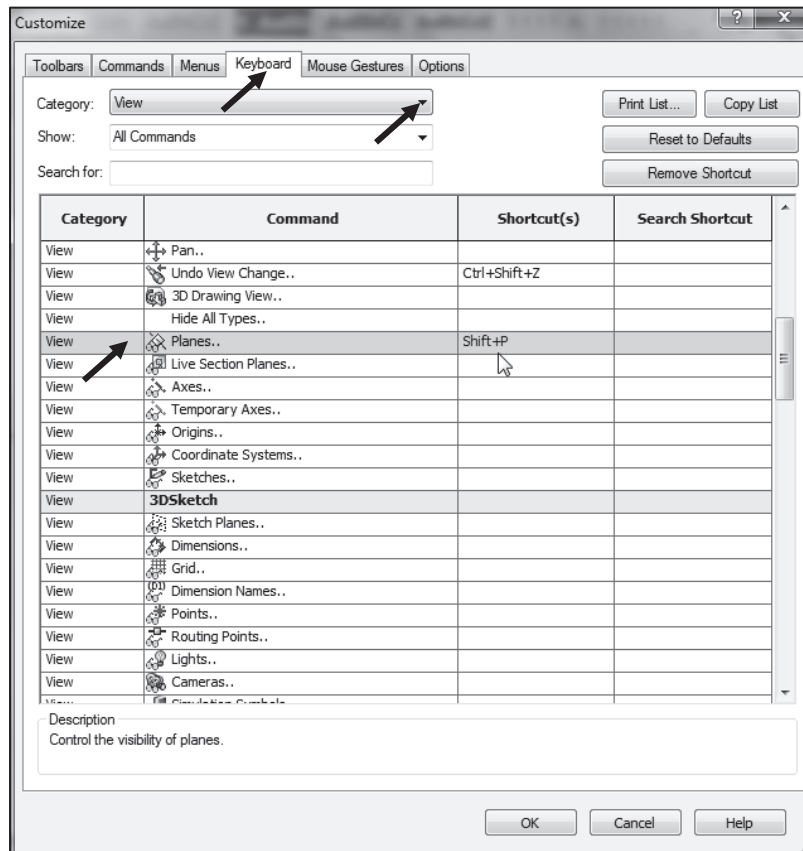 Customize
Toolbars Commands Menus Keyboard Mouse Gestures Options
Category: View Print List... Copy List
Show: All Commands Reset to Defaults
Search for: Remove Shortcut
Category Command Shortcut(s) Search Shortcut
View Pan..
View Undo View Change.. Ctrl+Shift+Z
View 3D Drawing View..
View Hide All Types..
View Planes.. Shift+P
View Live Section Planes..
View Axes..
View Temporary Axes..
View Origins..
View Coordinate Systems..
View Sketches..
View 3DSketch
View Sketch Planes..
View Dimensions..
View Grid..
View Dimension Names..
View Points..
View Routing Points..
View Lights..
View Cameras..
View Simulation Symbols
Description
Control the visibility of planes.
OK Cancel Help